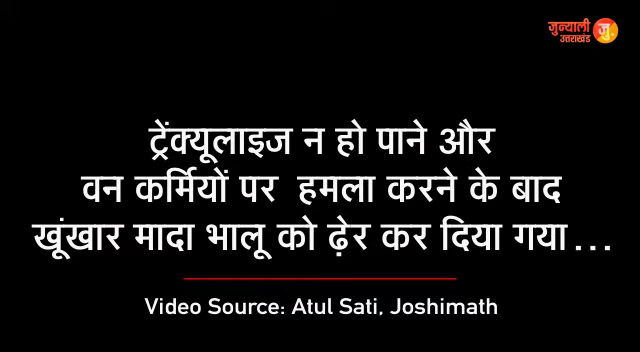 जुन्याली
उत्तराखंड
जु.
ट्रेंक्यूलाइज न हो पाने और
वन कर्मियों पर हमला करने के बाद
खूंखार मादा भालू को ढ़ेर कर दिया गया...
Video Source: Atul Sati, Joshimath